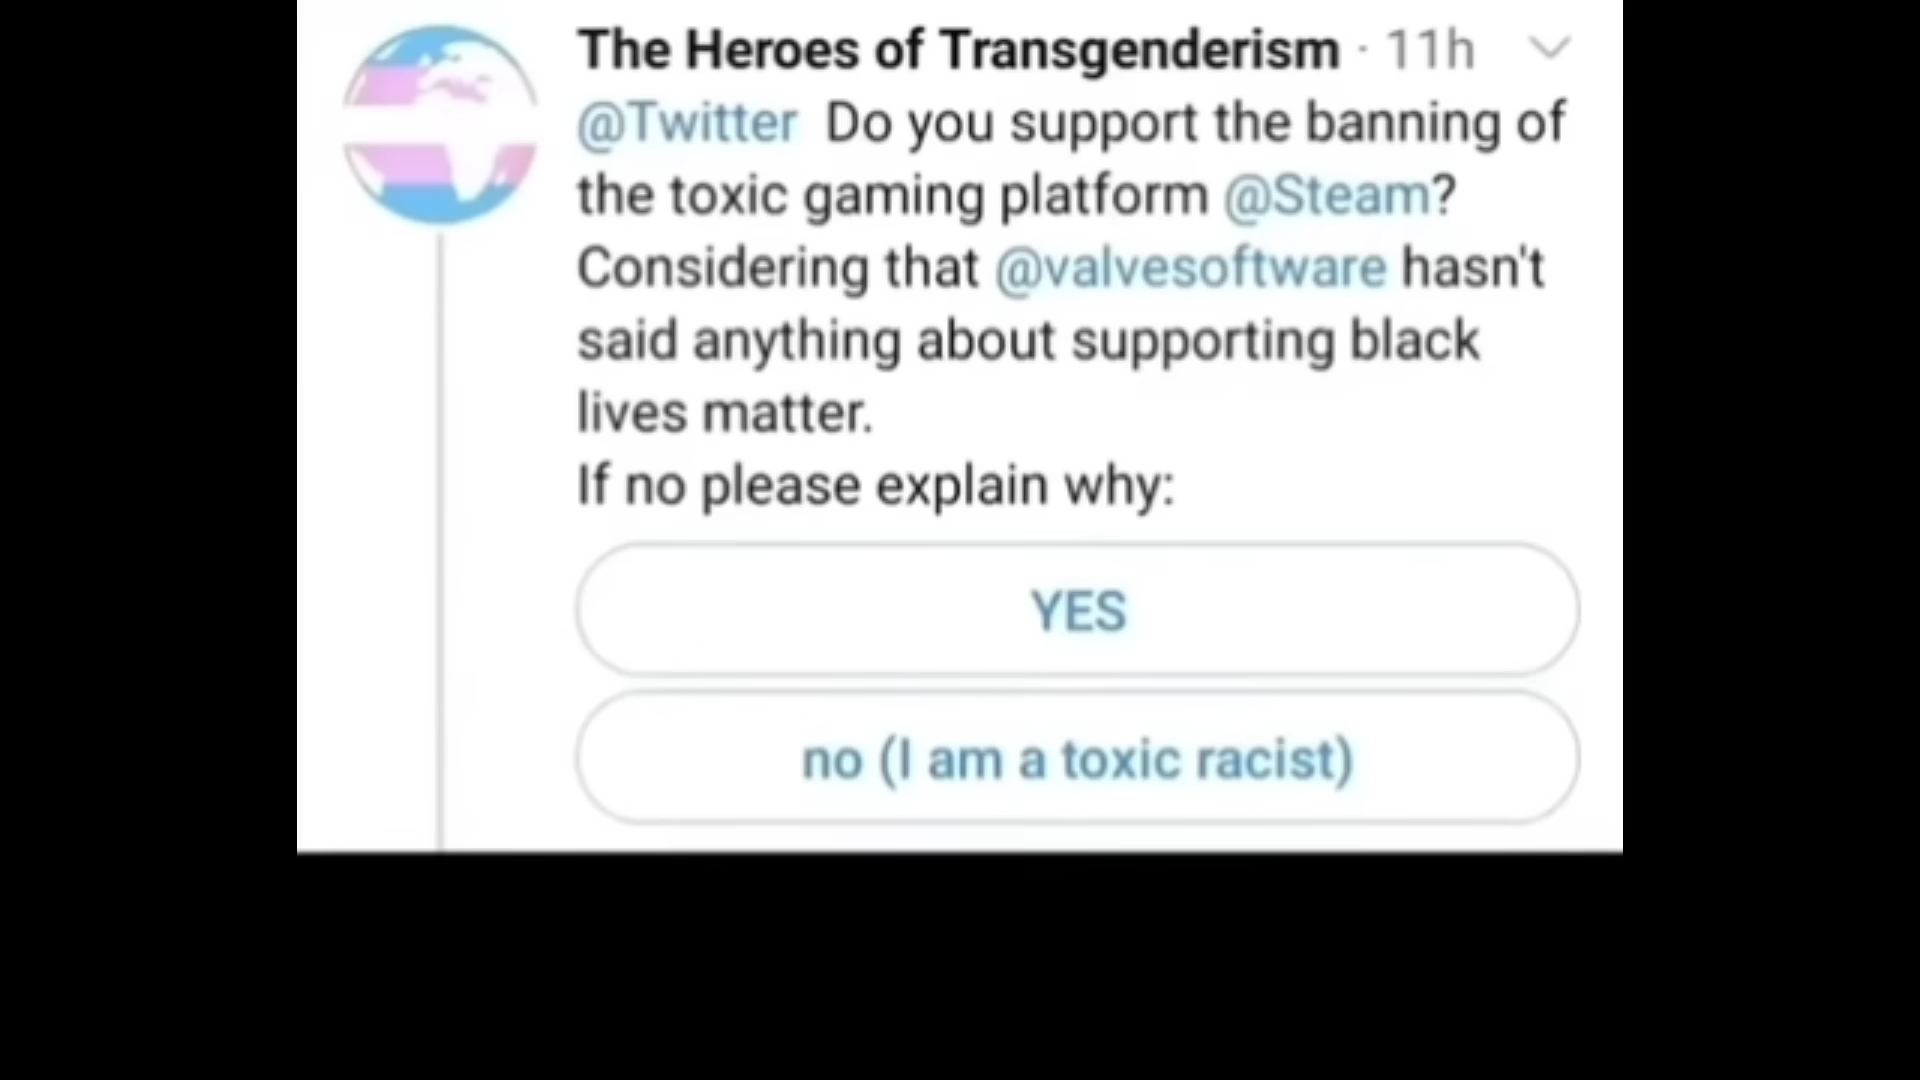 The Heroes of Transgenderism · 11h
@Twitter Do you support the banning of
the toxic gaming platform @Steam?
Considering that @valvesoftware hasn't
said anything about supporting black
lives matter.
If no please explain why:
YES
no (I am a toxic racist)